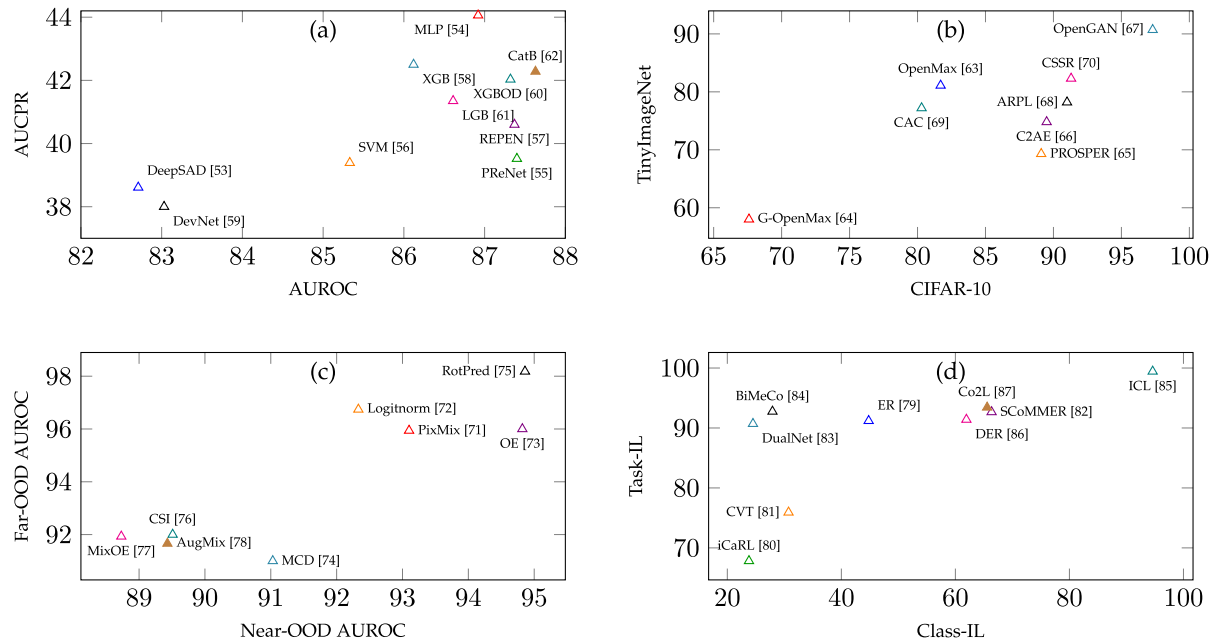 (a)
44
42
40
38
AUCPR
MLP [54]
CatB [62]
XGB [58]
XGBOD [60]
LGB [61]
REPEN [57]
SVM [56]
PReNet [55]
DeepSAD [53]
DevNet [59]
82 83 84 85 86 87 88
AUROC
(b)
90
80
70
60
TinyImageNet
OpenGAN [67]
CSSR [70]
OpenMax [63]
ARPL [68]
CAC [69]
C2AE [66]
PROSPER [65]
G-OpenMax [64]
65 70 75 80 85 90 95 100
CIFAR-10
(c)
98
96
94
92
Far-OOD AUROC
RotPred [75]
Logitnorm [72]
PixMix [71]
OE [73]
CSI [76]
AugMix [78]
MixOE [77]
MCD [74]
89 90 91 92 93 94 95
Near-OOD AUROC
(d)
100
90
80
70
Task-IL
ICL [85]
Co2L [87]
BiMeCo [84]
ER [79]
SCoMMER [82]
DualNet [83]
DER [86]
CVT [81]
iCaRL [80]
20 40 60 80 100
Class-IL